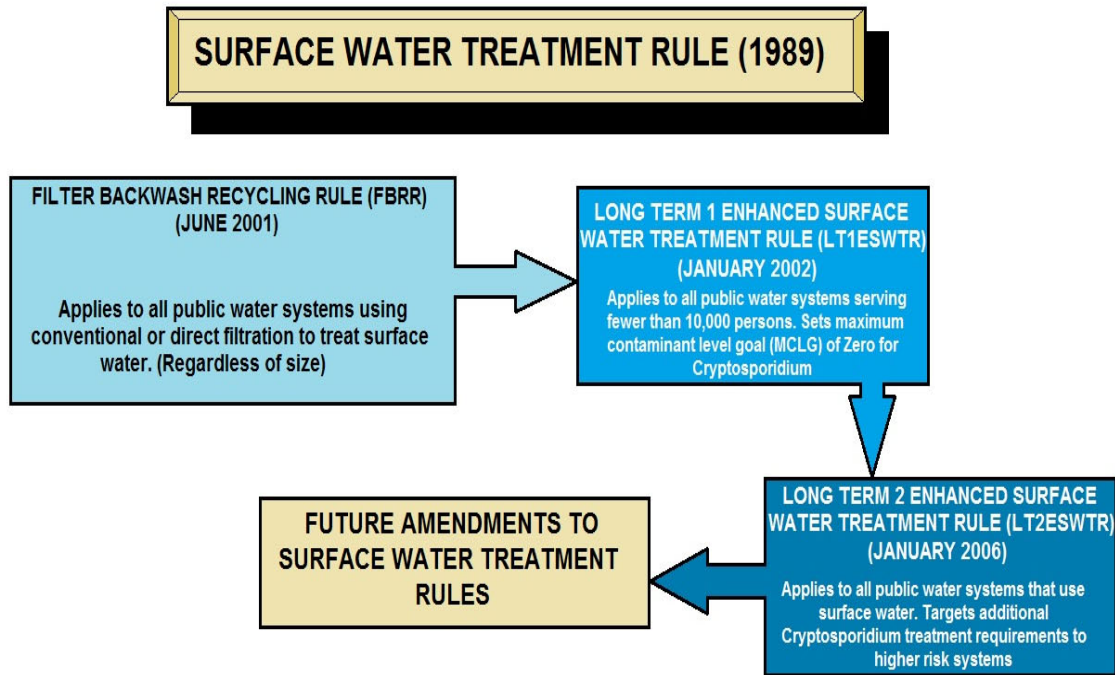 SURFACE WATER TREATMENT RULE (1989)
FILTER BACKWASH RECYCLING RULE (FBRR)
(JUNE 2001)
Applies to all public water systems using
conventional or direct filtration to treat surface
water. (Regardless of size)
LONG TERM 1 ENHANCED SURFACE
WATER TREATMENT RULE (LT1ESWTR)
(JANUARY 2002)
Applies to all public water systems serving
fewer than 10,000 persons. Sets maximum
contaminant level goal (MCLG) of Zero for
Cryptosporidium
LONG TERM 2 ENHANCED SURFACE
WATER TREATMENT RULE (LT2ESWTR)
(JANUARY 2006)
Applies to all public water systems that use
surface water. Targets additional
Cryptosporidium treatment requirements to
higher risk systems
FUTURE AMENDMENTS TO
SURFACE WATER TREATMENT
RULES